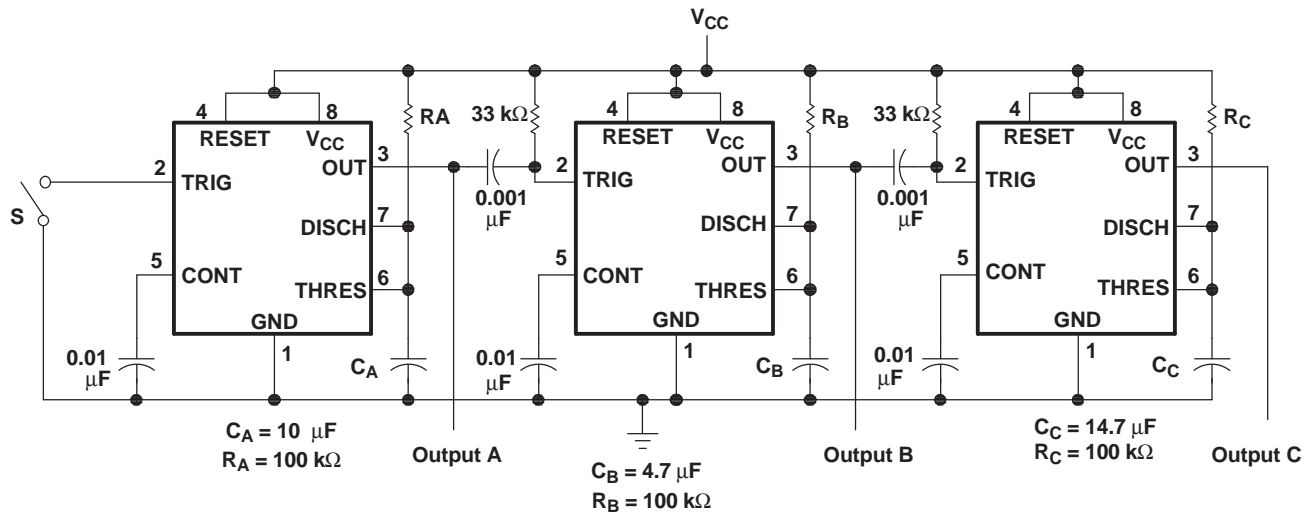 VCC
RA
33 kΩ
RB
33 kΩ
RC
4
8
RESET
VCC
3
OUT
2
TRIG
S
7
DISCH
5
CONT
6
THRES
GND
1
0.01
μF
CA
0.001
μF
4
8
RESET
VCC
3
OUT
2
TRIG
7
DISCH
5
CONT
6
THRES
GND
1
0.01
μF
CB
0.001
μF
4
8
RESET
VCC
3
OUT
2
TRIG
7
DISCH
5
CONT
6
THRES
GND
1
0.01
μF
CC
CA = 10 μF
RA = 100 kΩ
Output A
CB = 4.7 μF
RB = 100 kΩ
Output B
CC = 14.7 μF
RC = 100 kΩ
Output C